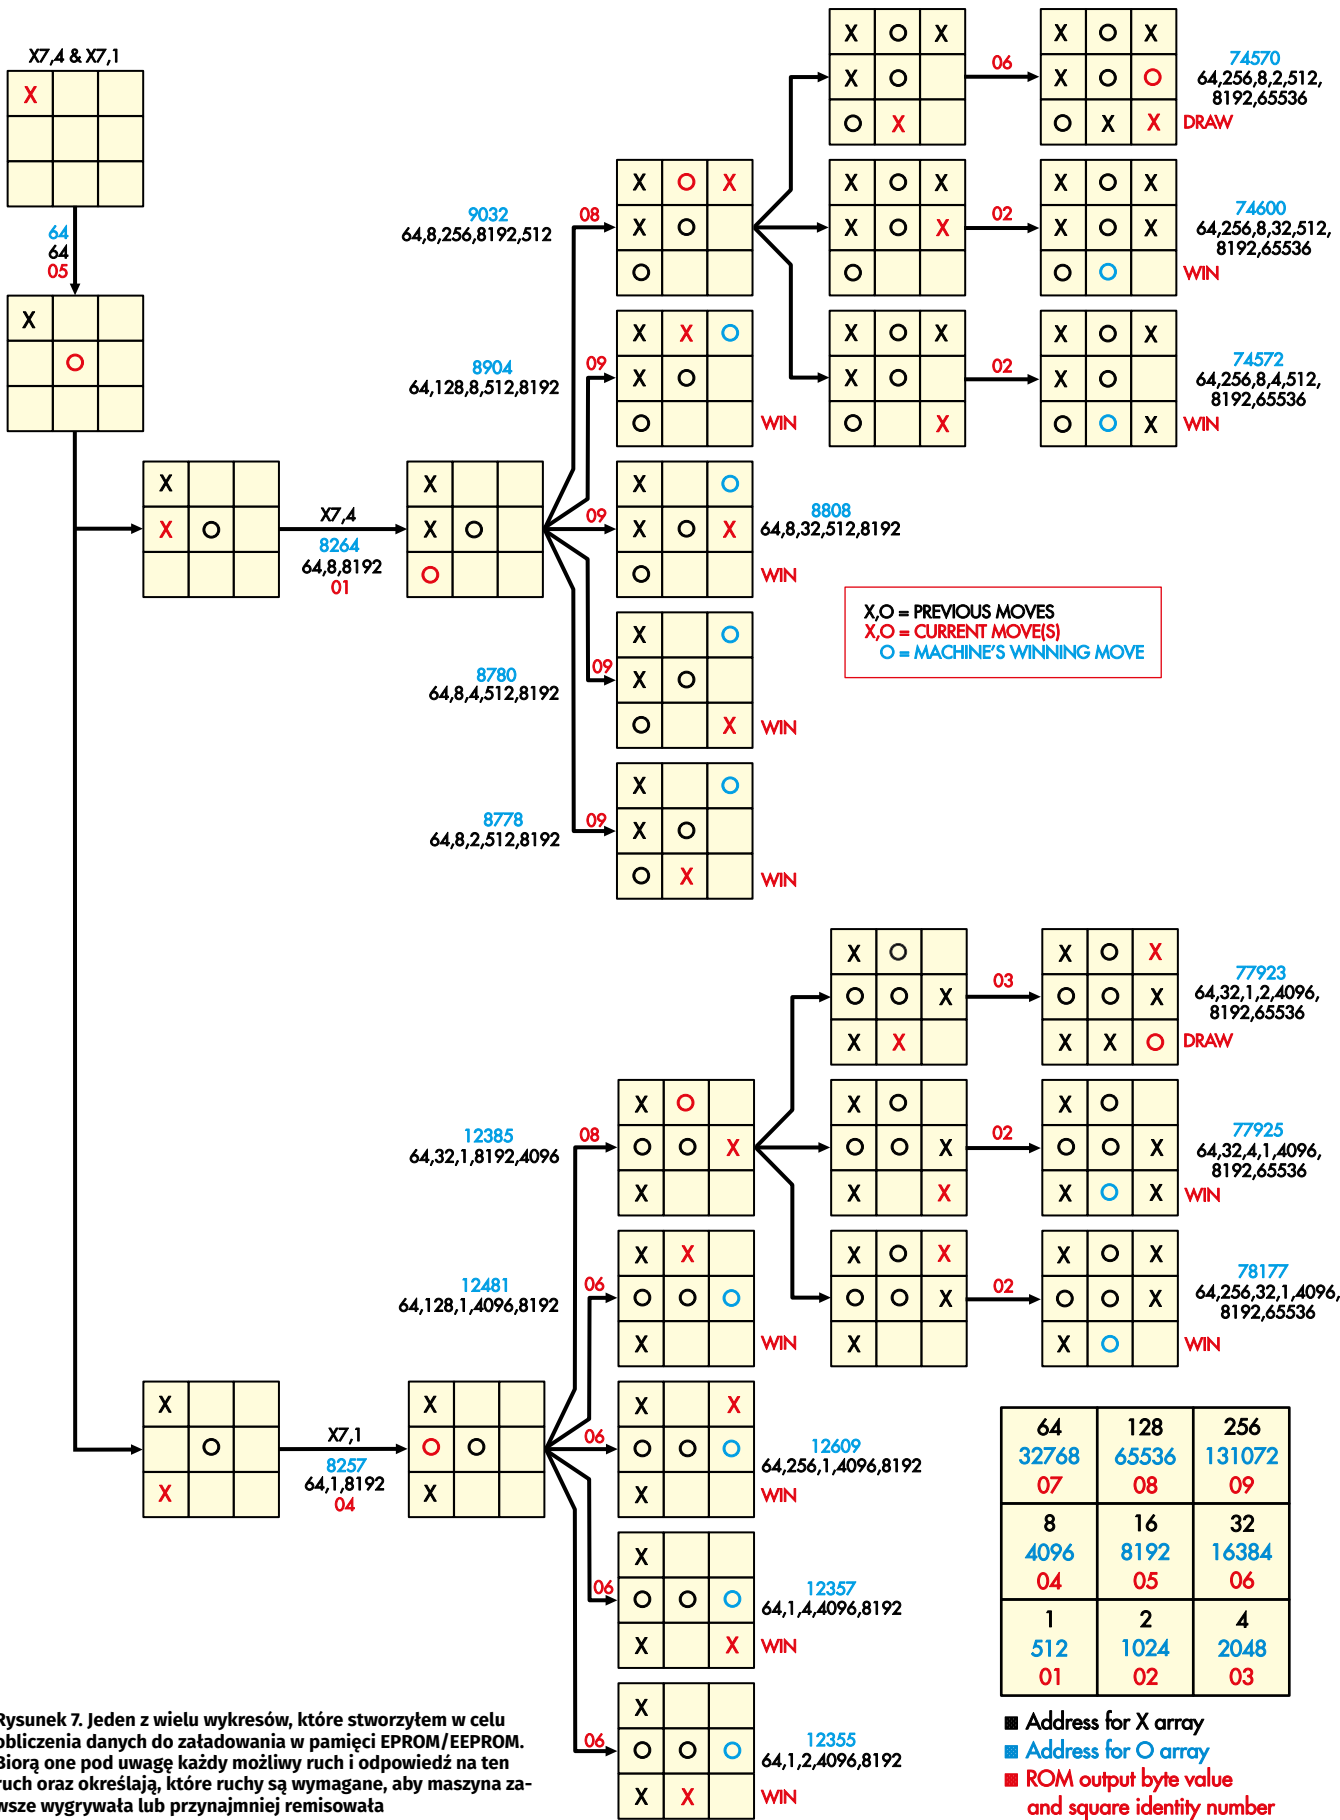 X7,4 & X7,1
X
64
64
05
X
O
X
X O
X7,4
8264
64,8,8192
01
X
X O
O
9032
64,8,256,8192,512
08
X O X
X O
O
8904
64,128,8,512,8192
09
X X O
X O
O
WIN
09
X O
X O X
O
8808
64,8,32,512,8192
WIN
8780
64,8,4,512,8192
09
X O
X O
O X
WIN
8778
64,8,2,512,8192
09
X O
X O
O X
WIN
X O X
X O
O X
06
X O X
X O O
O X X
74570
64,256,8,2,512,
8192,65536
DRAW
X O X
X O X
O
02
X O X
X O X
O O
74600
64,256,8,32,512,
8192,65536
WIN
X O X
X O
O X
02
X O X
X O
O O X
74572
64,256,8,4,512,
8192,65536
WIN
X,O = PREVIOUS MOVES
X,O = CURRENT MOVE(S)
O = MACHINE'S WINNING MOVE
X
O
X
X7,1
8257
64,1,8192
04
X
O O
X
12385
64,32,1,8192,4096
08
X O
O O X
X
12481
64,128,1,4096,8192
06
X X
O O O
X
WIN
06
X X
O O O
X
12609
64,256,1,4096,8192
WIN
06
X
O O O
X X
12357
64,1,4,4096,8192
WIN
06
X
O O O
X X
12355
64,1,2,4096,8192
WIN
X O
O O X
X X
03
X O X
O O X
X X O
77923
64,32,1,2,4096,
8192,65536
DRAW
X O
O O X
X X
02
X O
O O X
X O X
77925
64,32,4,1,4096,
8192,65536
WIN
X O X
O O X
X
02
X O X
O O X
X O
78177
64,256,32,1,4096,
8192,65536
WIN
64 128 256
32768 65536 131072
07 08 09
8 16 32
4096 8192 16384
04 05 06
1 2 4
512 1024 2048
01 02 03
Address for X array
Address for O array
ROM output byte value
and square identity number
Rysunek 7. Jeden z wielu wykresów, które stworzyłem w celu
obliczenia danych do załadowania w pamięci EPROM/EEPROM.
Biorą one pod uwagę każdy możliwy ruch i odpowiedź na ten
ruch oraz określają, które ruchy są wymagane, aby maszyna za-
wsze wygrywała lub przynajmniej remisowała